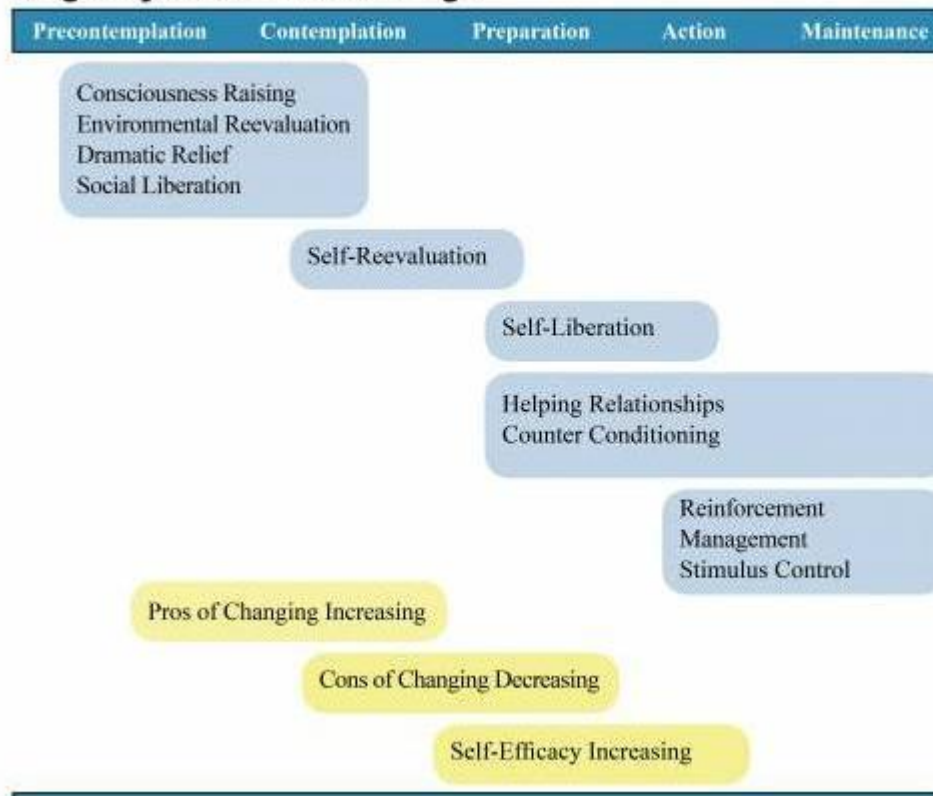 Precontemplation Contemplation Preparation Action Maintenance
Consciousness Raising
Environmental Reevaluation
Dramatic Relief
Social Liberation
Self-Reevaluation
Self-Liberation
Helping Relationships
Counter Conditioning
Reinforcement
Management
Stimulus Control
Pros of Changing Increasing
Cons of Changing Decreasing
Self-Efficacy Increasing